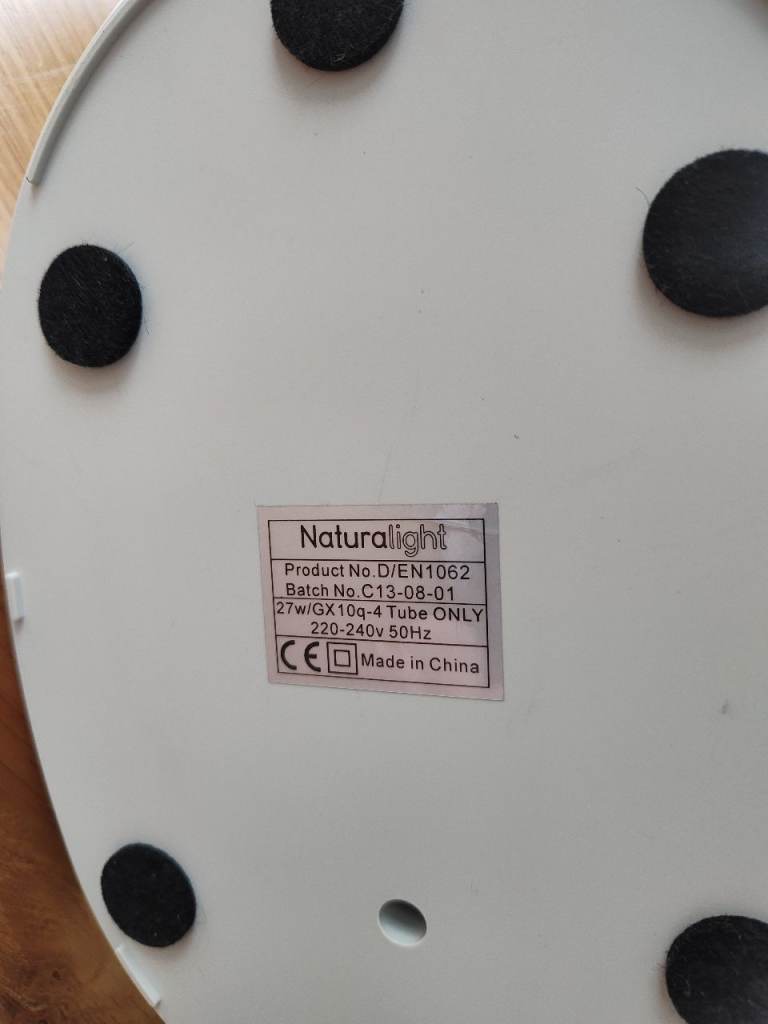 Naturalight
Product No.D/EN1062
Batch No.C13-08-01
27w/GX10q-4 Tube ONLY
220-240v 50Hz
CE Made in China